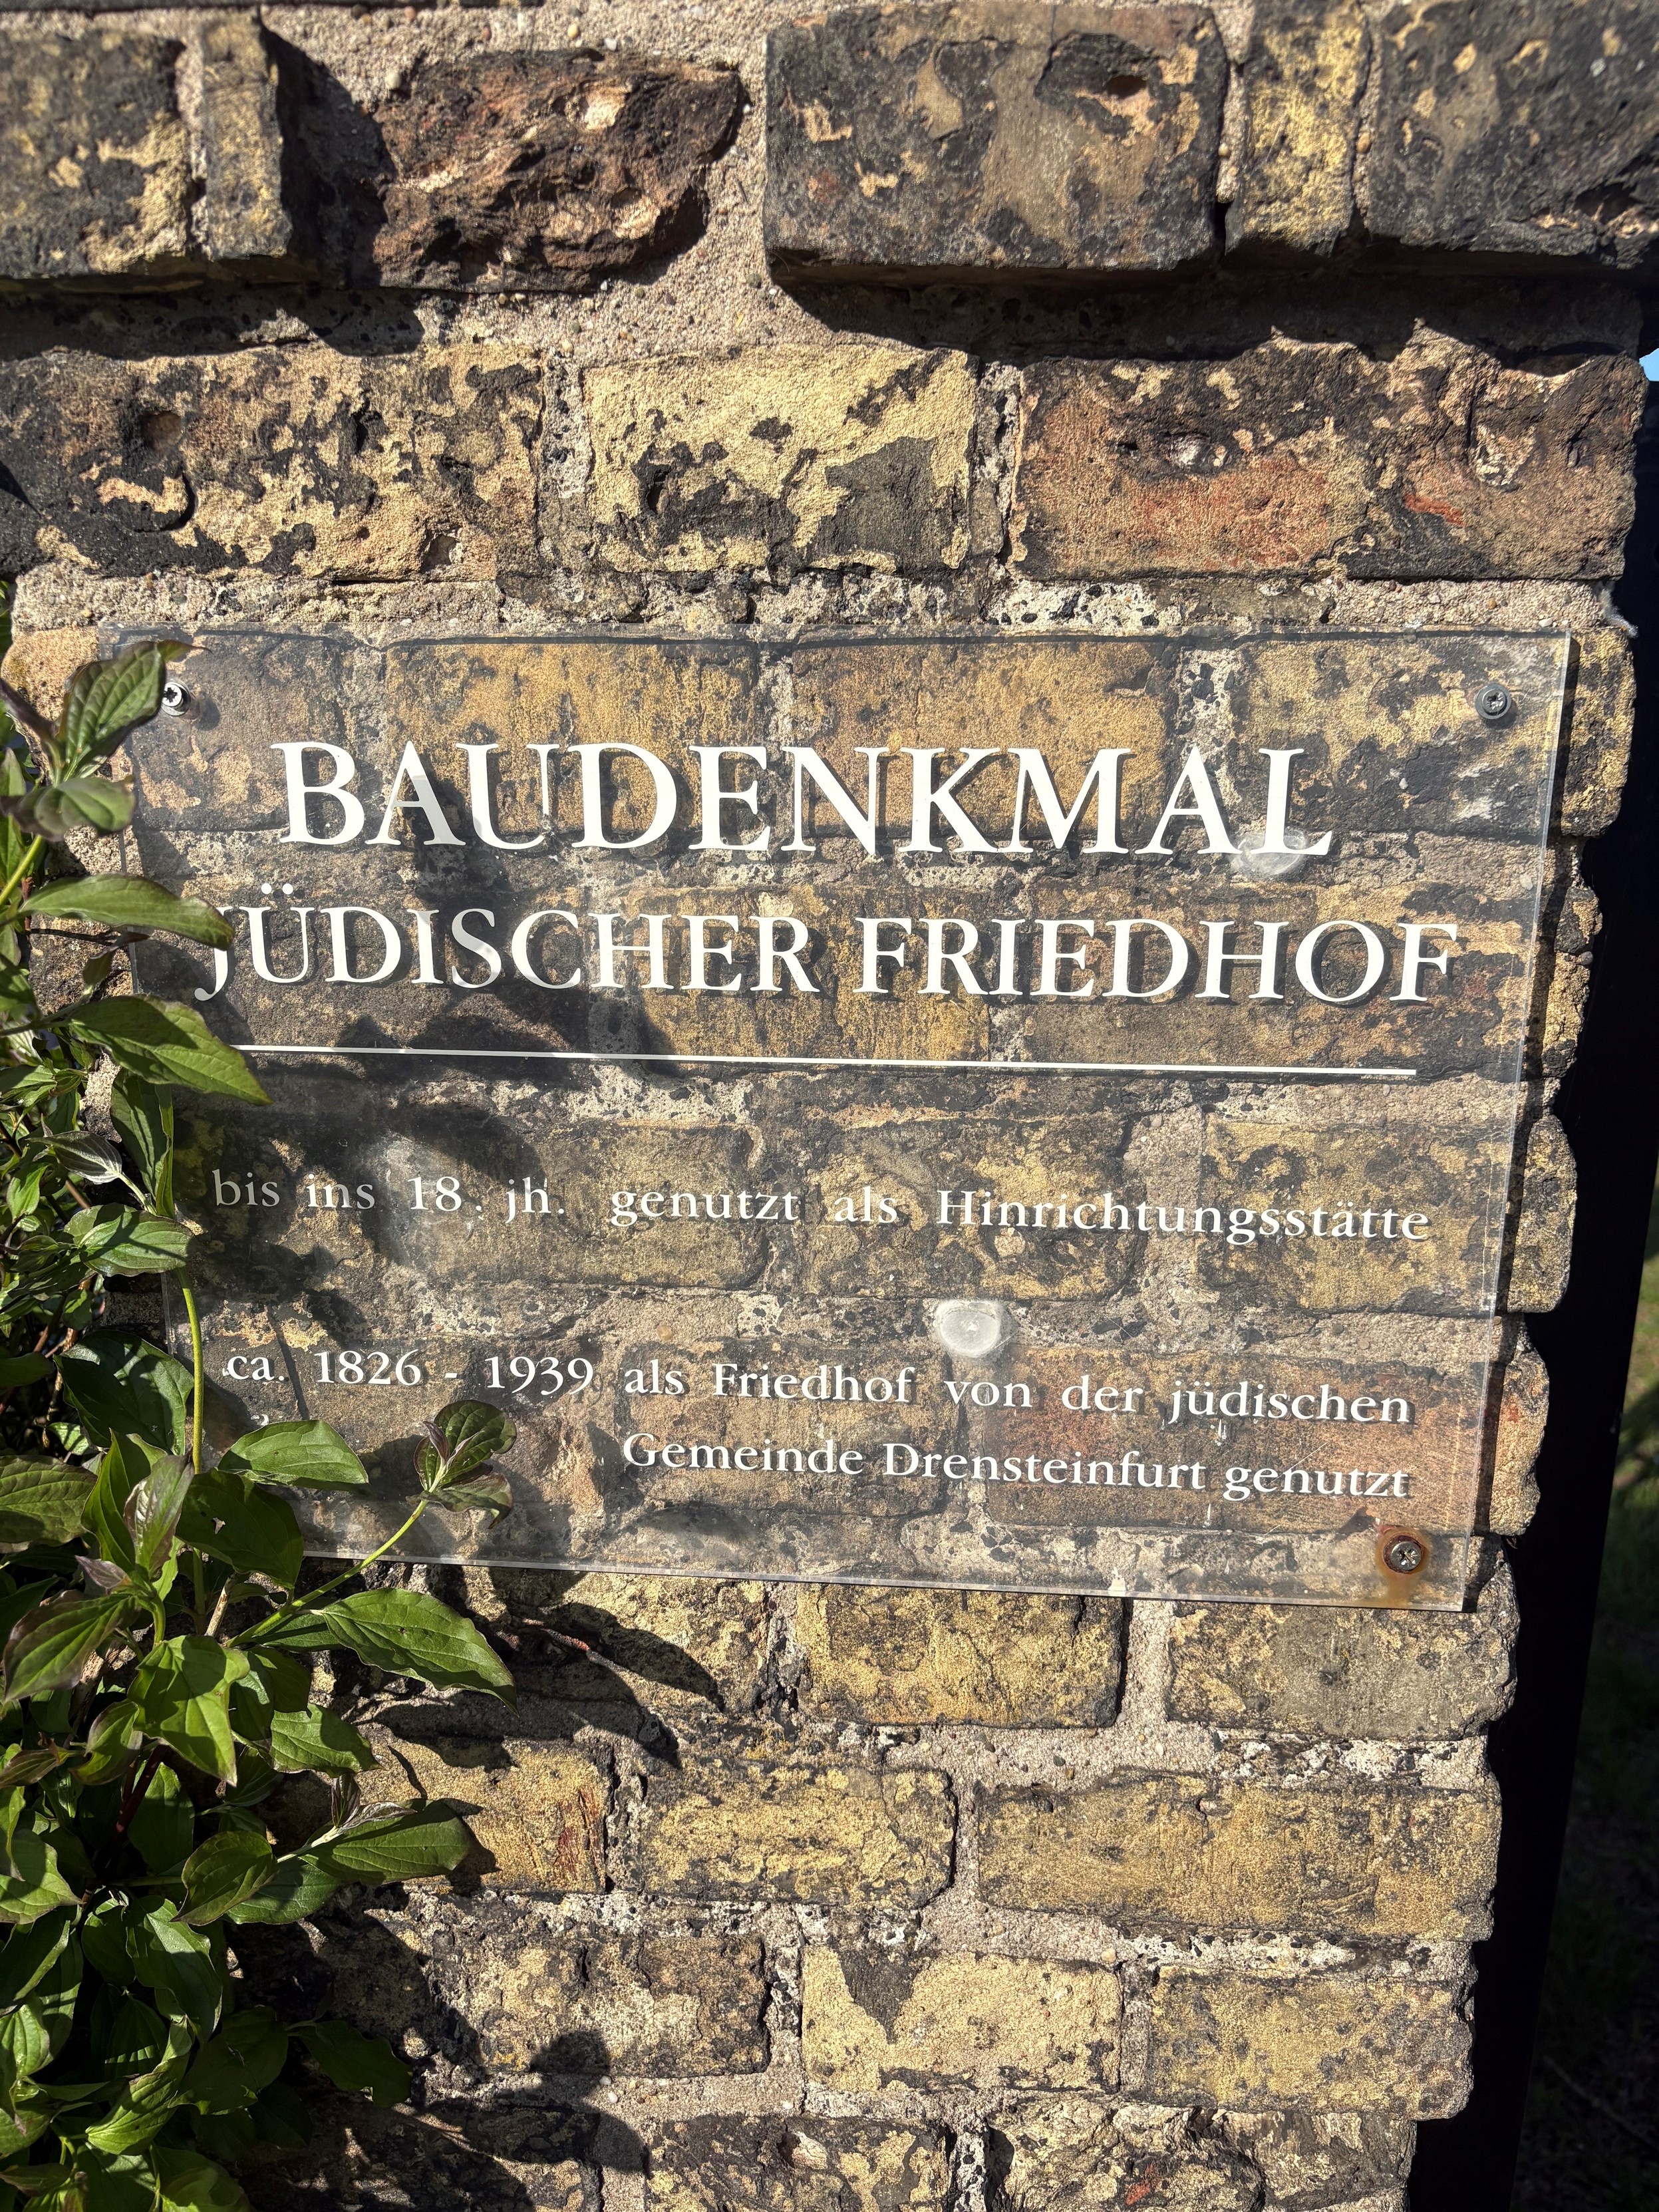 BAUDENKMAL
JÜDISCHER FRIEDHOF
bis ins 18. jh. genutzt als Hinrichtungsstätte
ca. 1826 - 1939 als Friedhof von der jüdischen
Gemeinde Drensteinfurt genutzt